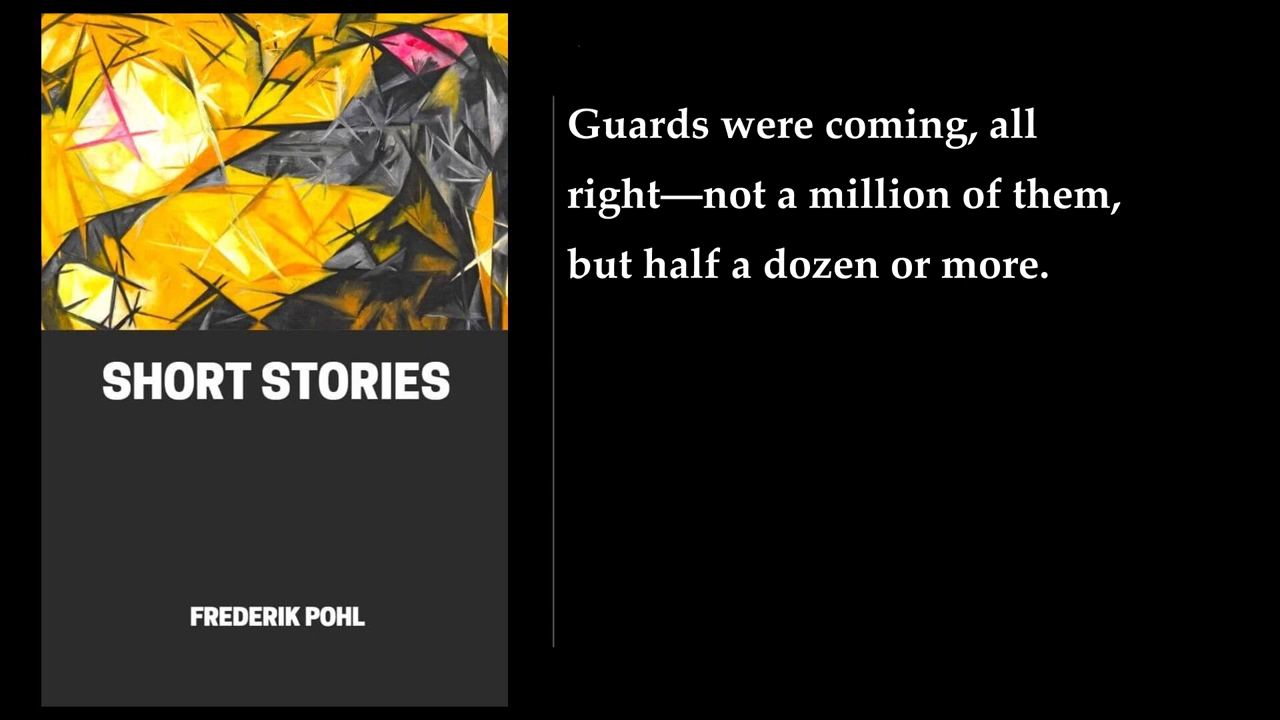 SHORT STORIES
FREDERIK POHL
Guards were coming, all
right—not a million of them,
but half a dozen or more.